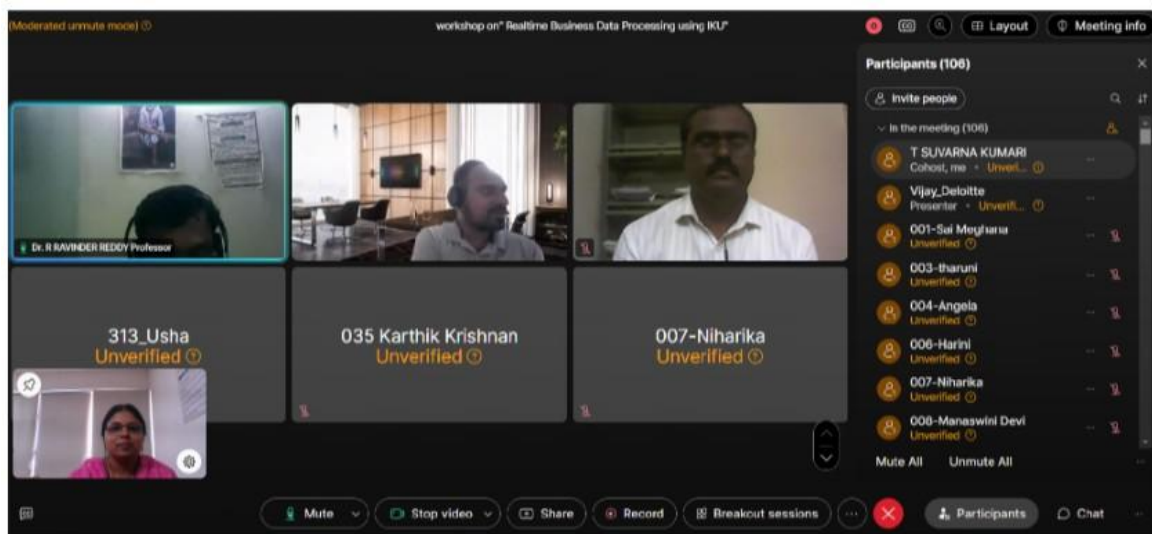 (Moderated unmute mode)
workshop on" Realtime Business Data Processing using IKU"
Layout
Meeting info
Participants (106)
Invite people
In the meeting (106)
T SUVARNA KUMARI
Cohost, me • Unveri...
Vijay_Deloitte
Presenter • Unverifi...
001-Sai Meghana
Unverified
003-tharuni
Unverified
004-Angela
Unverified
006-Harini
Unverified
007-Niharika
Unverified
008-Manaswini Devi
Unverified
Mute All Unmute All
Dr. R RAVINDER REDDY Professor
313_Usha
Unverified
035 Karthik Krishnan
Unverified
007-Niharika
Unverified
Mute
Stop video
Share
Record
Breakout sessions
Participants
Chat